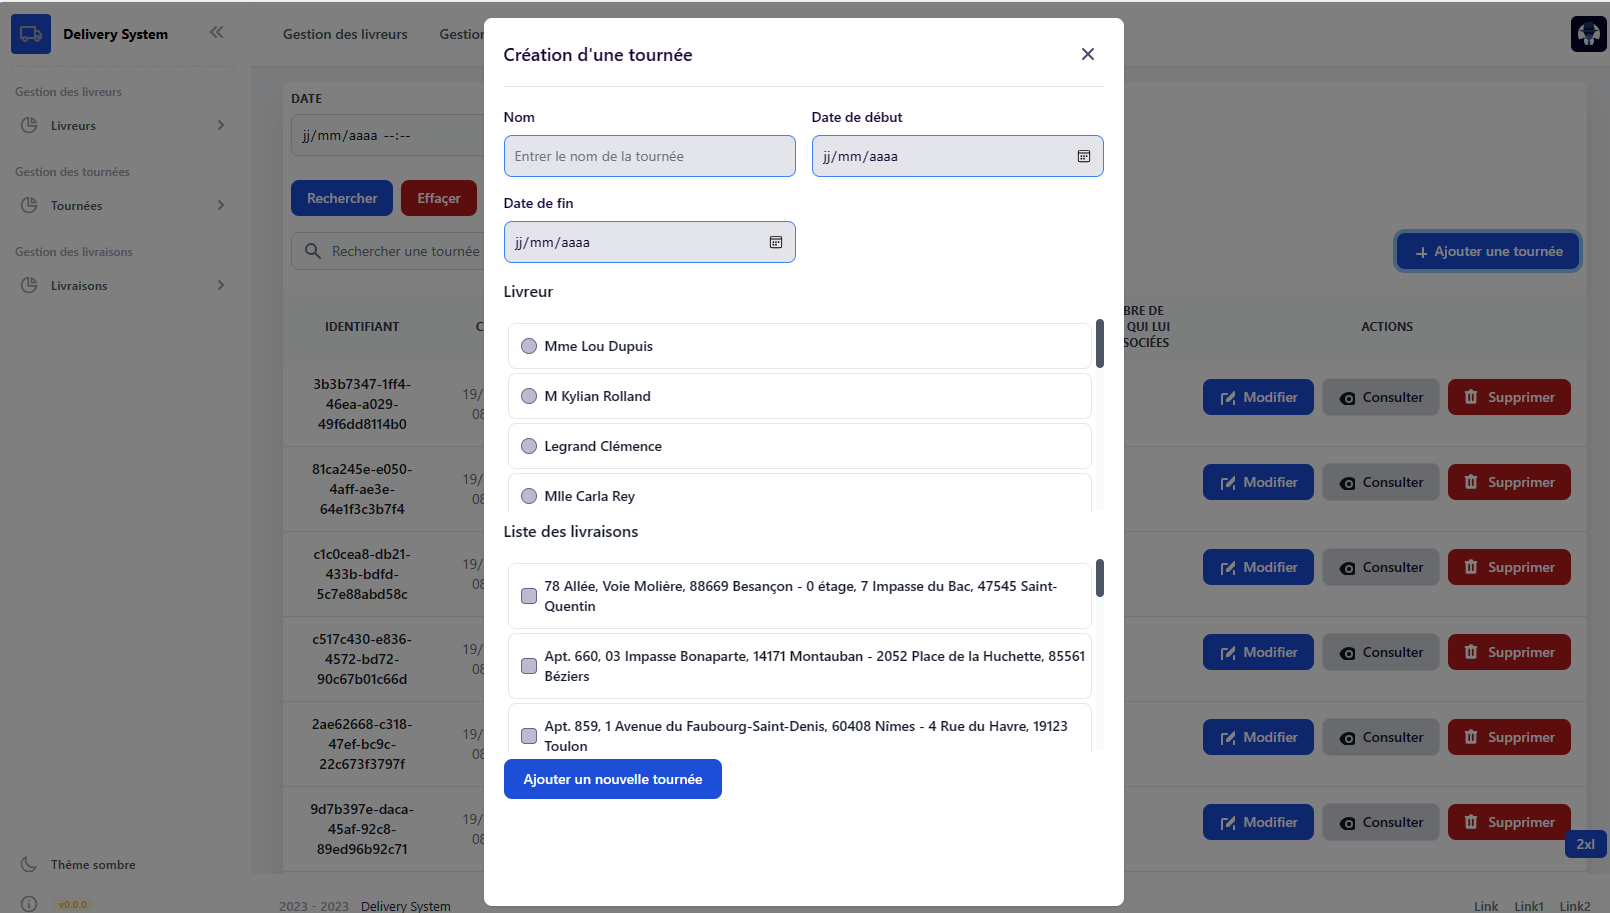 Delivery System
Gestion des livreurs
Gestion
Gestion des livreurs
Livreurs
Gestion des tournées
Tournées
Gestion des livraisons
Livraisons
Thème sombre
v0.0.0
DATE
jj/mm/aaaa --:--
Rechercher
Effaçer
Rechercher une tournée
Ajouter une tournée
IDENTIFIANT
C
BRE DE
QUI LUI
SOCIÉES
ACTIONS
3b3b7347-1ff4-
46ea-a029-
49f6dd8114b0
19/
08
Modifier
Consulter
Supprimer
81ca245e-e050-
4aff-ae3e-
64e1f3c3b7f4
19/
08
Modifier
Consulter
Supprimer
c1c0cea8-db21-
433b-bdfd-
5c7e88abd58c
19/
08
Modifier
Consulter
Supprimer
c517c430-e836-
4572-bd72-
90c67b01c66d
19/
08
Modifier
Consulter
Supprimer
2ae62668-c318-
47ef-bc9c-
22c673f3797f
19/
08
Modifier
Consulter
Supprimer
9d7b397e-daca-
45af-92c8-
89ed96b92c71
19/
08
Modifier
Consulter
Supprimer
2xl
Création d'une tournée
Nom
Entrer le nom de la tournée
Date de début
jj/mm/aaaa
Date de fin
jj/mm/aaaa
Livreur
Mme Lou Dupuis
M Kylian Rolland
Legrand Clémence
Mlle Carla Rey
Liste des livraisons
78 Allée, Voie Molière, 88669 Besançon - 0 étage, 7 Impasse du Bac, 47545 Saint-
Quentin
Apt. 660, 03 Impasse Bonaparte, 14171 Montauban - 2052 Place de la Huchette, 85561
Béziers
Apt. 859, 1 Avenue du Faubourg-Saint-Denis, 60408 Nîmes - 4 Rue du Havre, 19123
Toulon
Ajouter un nouvelle tournée
2023 - 2023 Delivery System
Link Link1 Link2